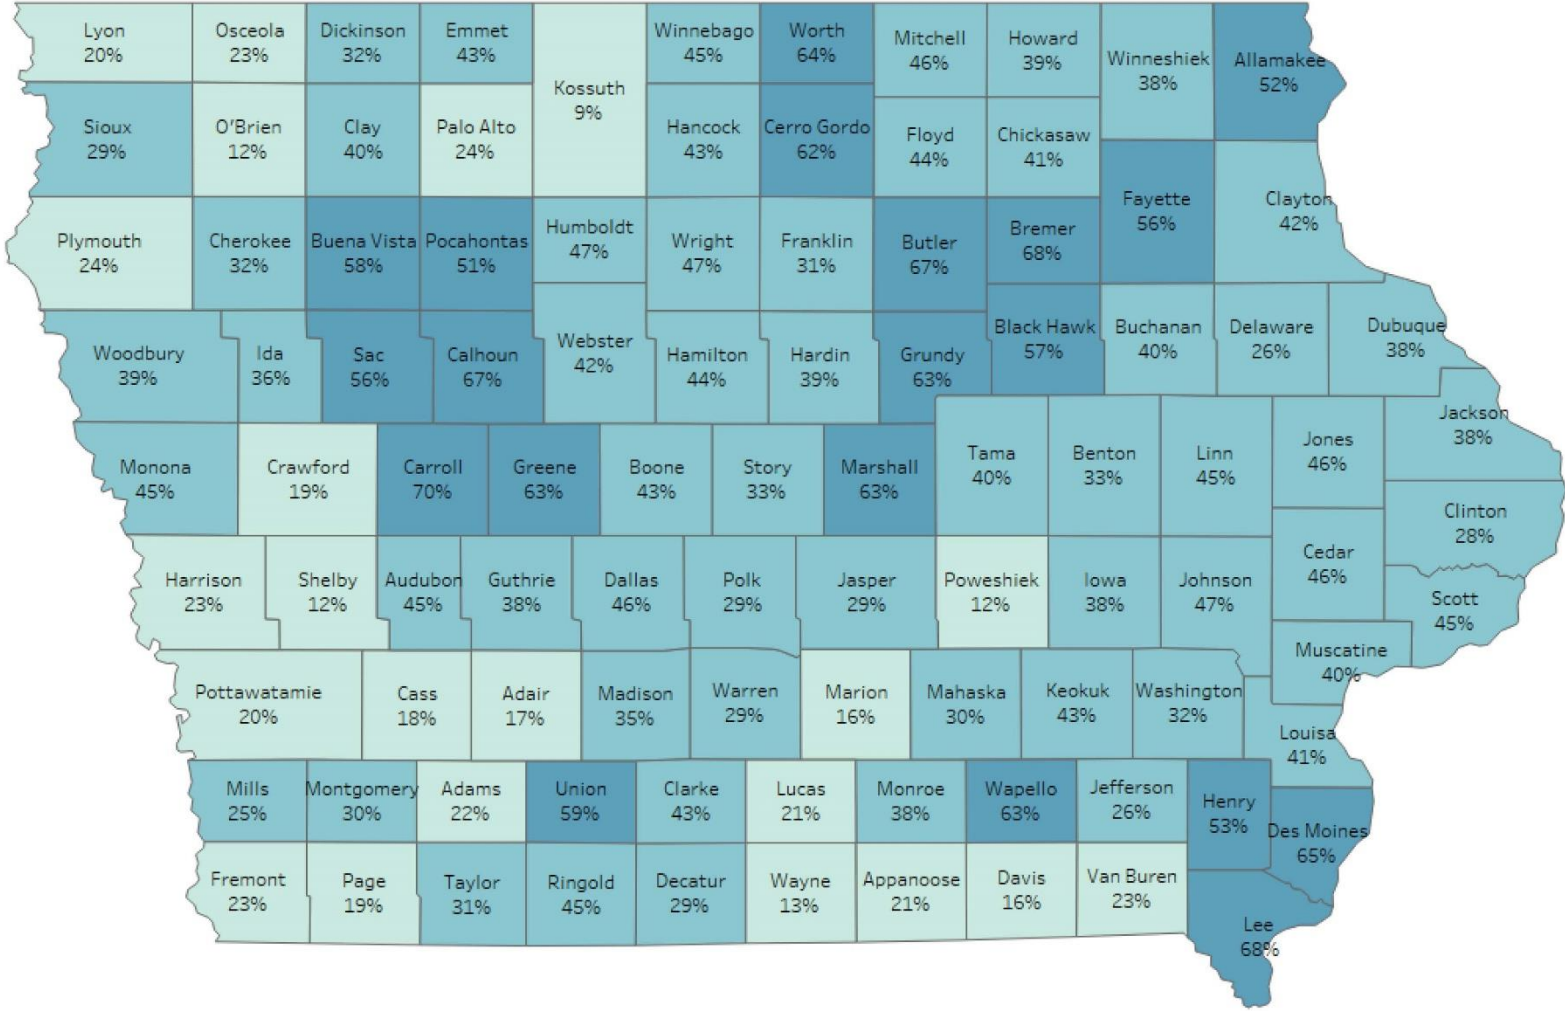 Lyon
20%
Osceola
23%
Dickinson
32%
Emmet
43%
Kossuth
9%
Winnebago
45%
Worth
64%
Mitchell
46%
Howard
39%
Winneshiek
38%
Allamakee
52%
Sioux
29%
O'Brien
12%
Clay
40%
Palo Alto
24%
Hancock
43%
Cerro Gordo
62%
Floyd
44%
Chickasaw
41%
Fayette
56%
Clayton
42%
Plymouth
24%
Cherokee
32%
Buena Vista
58%
Pocahontas
51%
Humboldt
47%
Wright
47%
Franklin
31%
Butler
67%
Bremer
68%
Woodbury
39%
Ida
36%
Sac
56%
Calhoun
67%
Webster
42%
Hamilton
44%
Hardin
39%
Grundy
63%
Black Hawk
57%
Buchanan
40%
Delaware
26%
Dubuque
38%
Monona
45%
Crawford
19%
Carroll
70%
Greene
63%
Boone
43%
Story
33%
Marshall
63%
Tama
40%
Benton
33%
Linn
45%
Jones
46%
Jackson
38%
Clinton
28%
Harrison
23%
Shelby
12%
Audubon
45%
Guthrie
38%
Dallas
46%
Polk
29%
Jasper
29%
Poweshiek
12%
Iowa
38%
Johnson
47%
Cedar
46%
Scott
45%
Pottawatamie
20%
Cass
18%
Adair
17%
Madison
35%
Warren
29%
Marion
16%
Mahaska
30%
Keokuk
43%
Washington
32%
Muscatine
40%
Louisa
41%
Mills
25%
Montgomery
30%
Adams
22%
Union
59%
Clarke
43%
Lucas
21%
Monroe
38%
Wapello
63%
Jefferson
26%
Henry
53%
Des Moines
65%
Fremont
23%
Page
19%
Taylor
31%
Ringold
45%
Decatur
29%
Wayne
13%
Appanoose
21%
Davis
16%
Van Buren
23%
Lee
68%